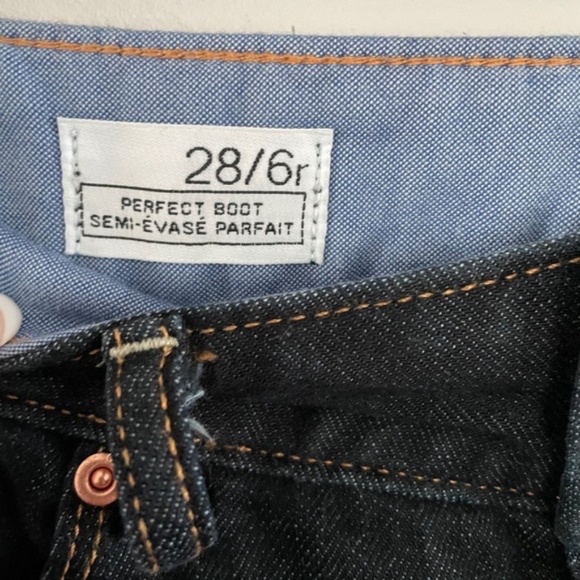 28/6r
PERFECT BOOT
SEMI-ÉVASÉ PARFAIT